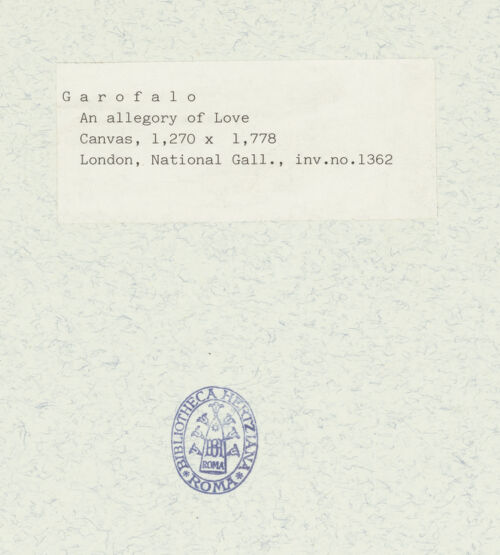 Garofalo
An allegory of Love
Canvas, 1,270 x 1,778
London, National Gall., inv.no.1362
BIBLIOTHECA HERTZIANA
ROMA
* ROMA *